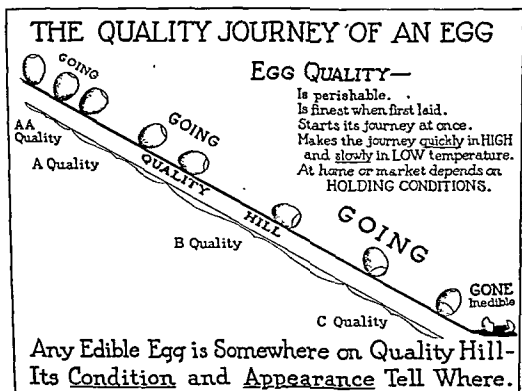 THE QUALITY JOURNEY OF AN EGG
GOING
EGG QUALITY—
Is perishable.
Is finest when first laid.
Starts its journey at once.
Makes the journey quickly in HIGH
and slowly in LOW temperature.
At home or market depends on
HOLDING CONDITIONS.
GOING
AA
Quality
A Quality
QUALITY
HILL
GOING
B Quality
GONE
Inedible
C Quality
Any Edible Egg is Somewhere on Quality Hill-
Its Condition and Appearance Tell Where.